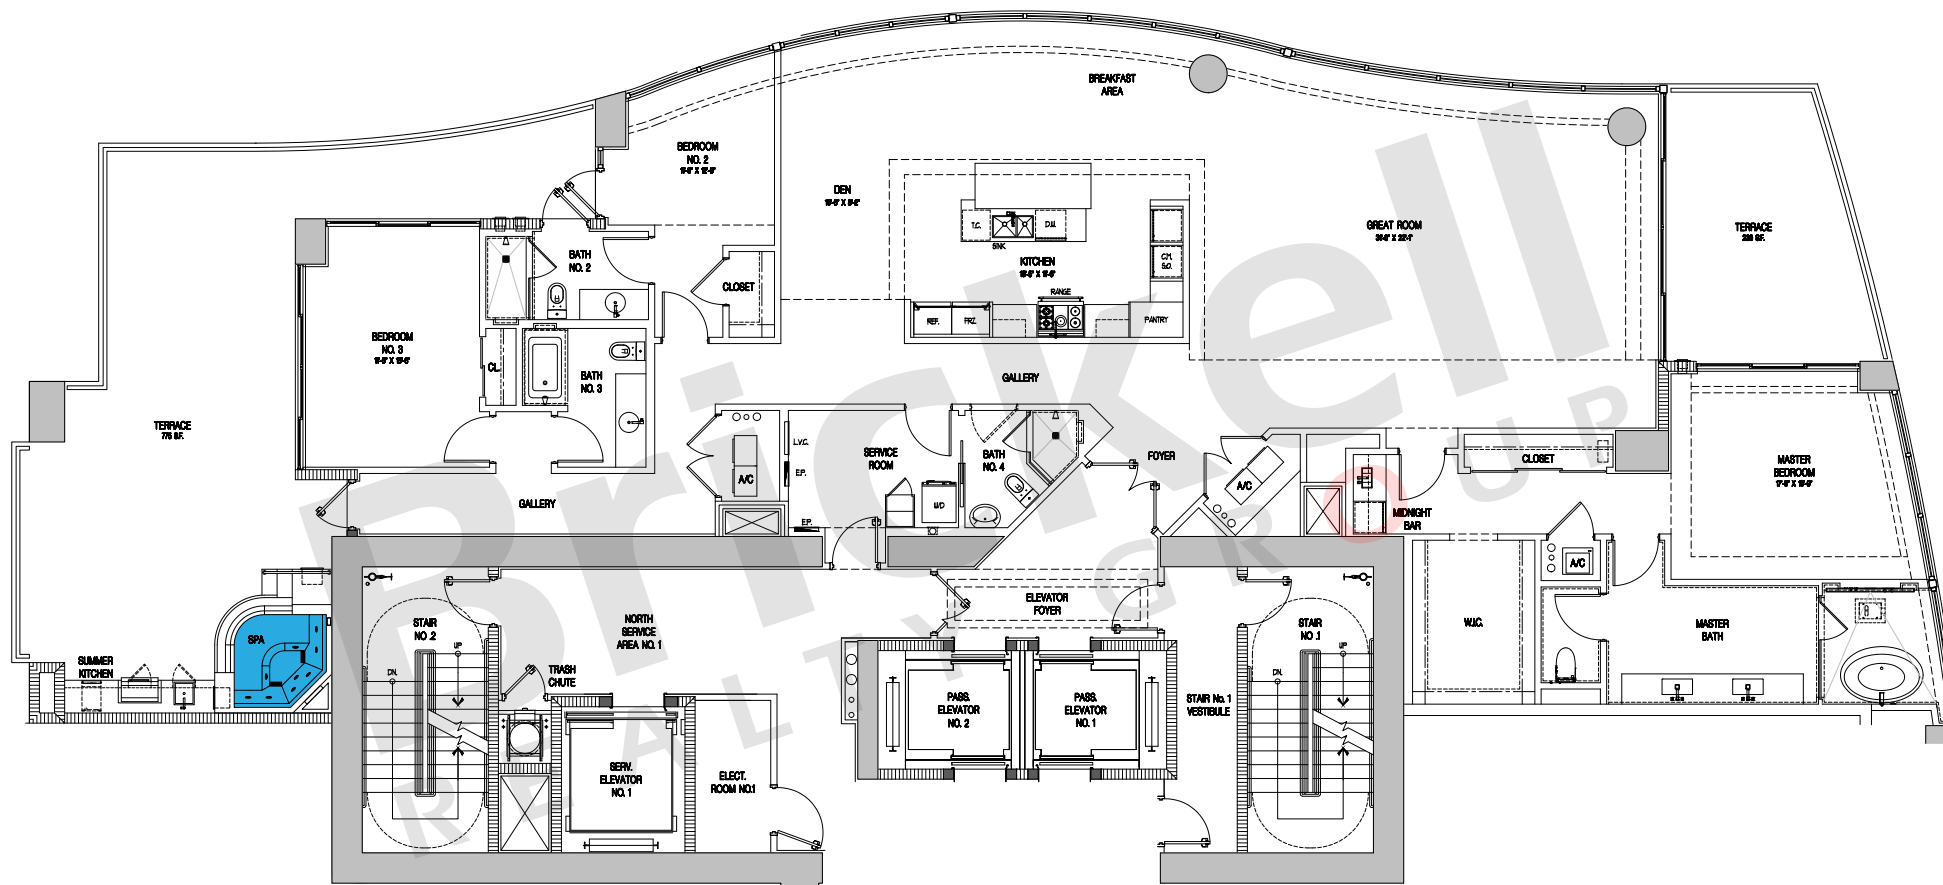 BREAKFAST
AREA
BEDROOM
NO. 2
DEN
T.C.
D.W.
SINK
KITCHEN
RANGE
REF.
FRZ.
PANTRY
GREAT ROOM
TERRACE
BATH
NO. 2
CLOSET
BEDROOM
NO. 3
CL.
BATH
NO. 3
GALLERY
TERRACE
775 S.F.
L.V.C.
E.P.
SERVICE
ROOM
BATH
NO. 4
FOYER
A/C
A/C
W/D
E.P.
GALLERY
CLOSET
MASTER
BEDROOM
MIDNIGHT
BAR
A/C
W.I.C.
MASTER
BATH
ELEVATOR
FOYER
STAIR
NO .2
NORTH
SERVICE
AREA NO. 1
STAIR
NO .1
SPA
SUMMER
KITCHEN
UP
DN.
TRASH
CHUTE
PASS.
ELEVATOR
NO. 2
PASS.
ELEVATOR
NO. 1
STAIR No. 1
VESTIBULE
UP
DN.
SERV.
ELEVATOR
NO. 1
ELECT.
ROOM NO.1
Brickell
REALTY GROUP